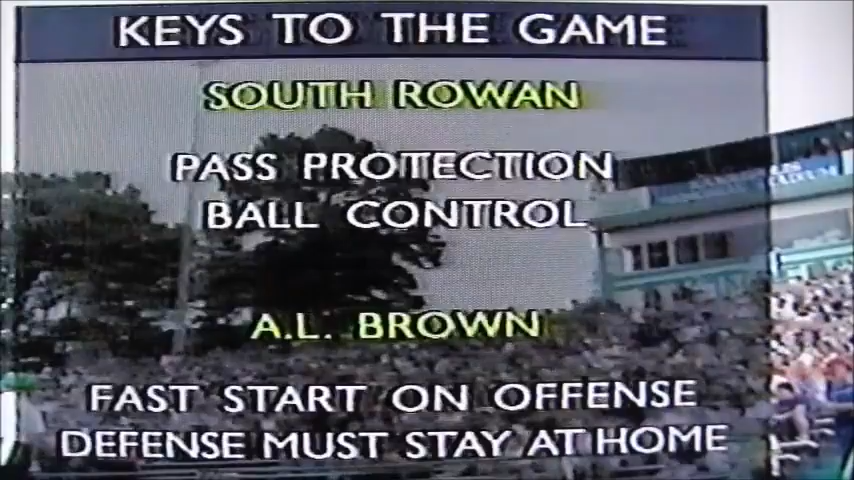 KEYS TO THE GAME
SOUTH ROWAN
PASS PROTECTION
BALL CONTROL
A.L. BROWN
FAST START ON OFFENSE
DEFENSE MUST STAY AT HOME